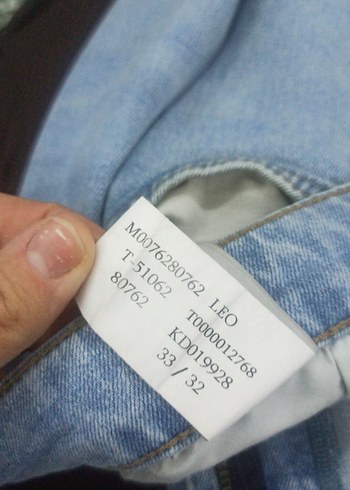 M0076280762 LEO
T-51062 T0000012768
80762 KD019928
33 / 32